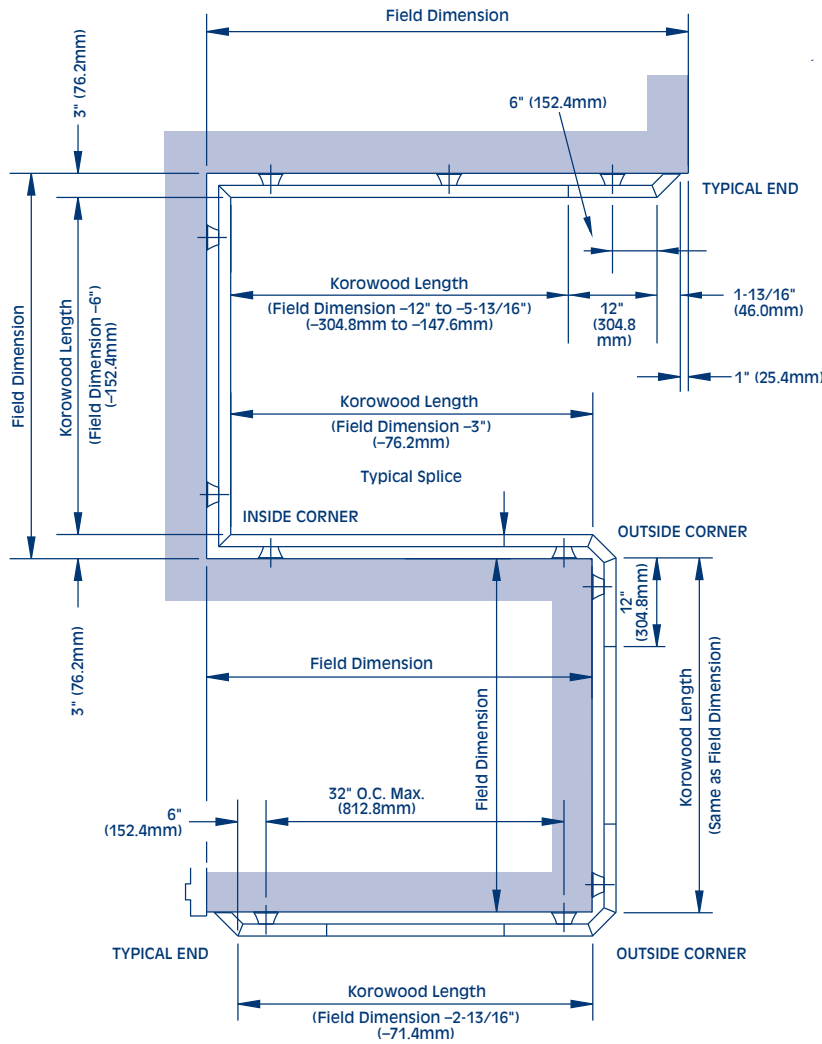 Field Dimension
3" (76.2mm)
6" (152.4mm)
TYPICAL END
Field Dimension
Korowood Length
(Field Dimension –6")
(–152.4mm)
Korowood Length
(Field Dimension –12" to –5-13/16")
(–304.8mm to –147.6mm)
12"
(304.8
mm)
1-13/16"
(46.0mm)
1" (25.4mm)
Korowood Length
(Field Dimension –3")
(–76.2mm)
Typical Splice
INSIDE CORNER
OUTSIDE CORNER
12"
(304.8mm)
3" (76.2mm)
Field Dimension
Field Dimension
Korowood Length
(Same as Field Dimension)
32" O.C. Max.
(812.8mm)
6"
(152.4mm)
TYPICAL END
OUTSIDE CORNER
Korowood Length
(Field Dimension –2-13/16")
(–71.4mm)